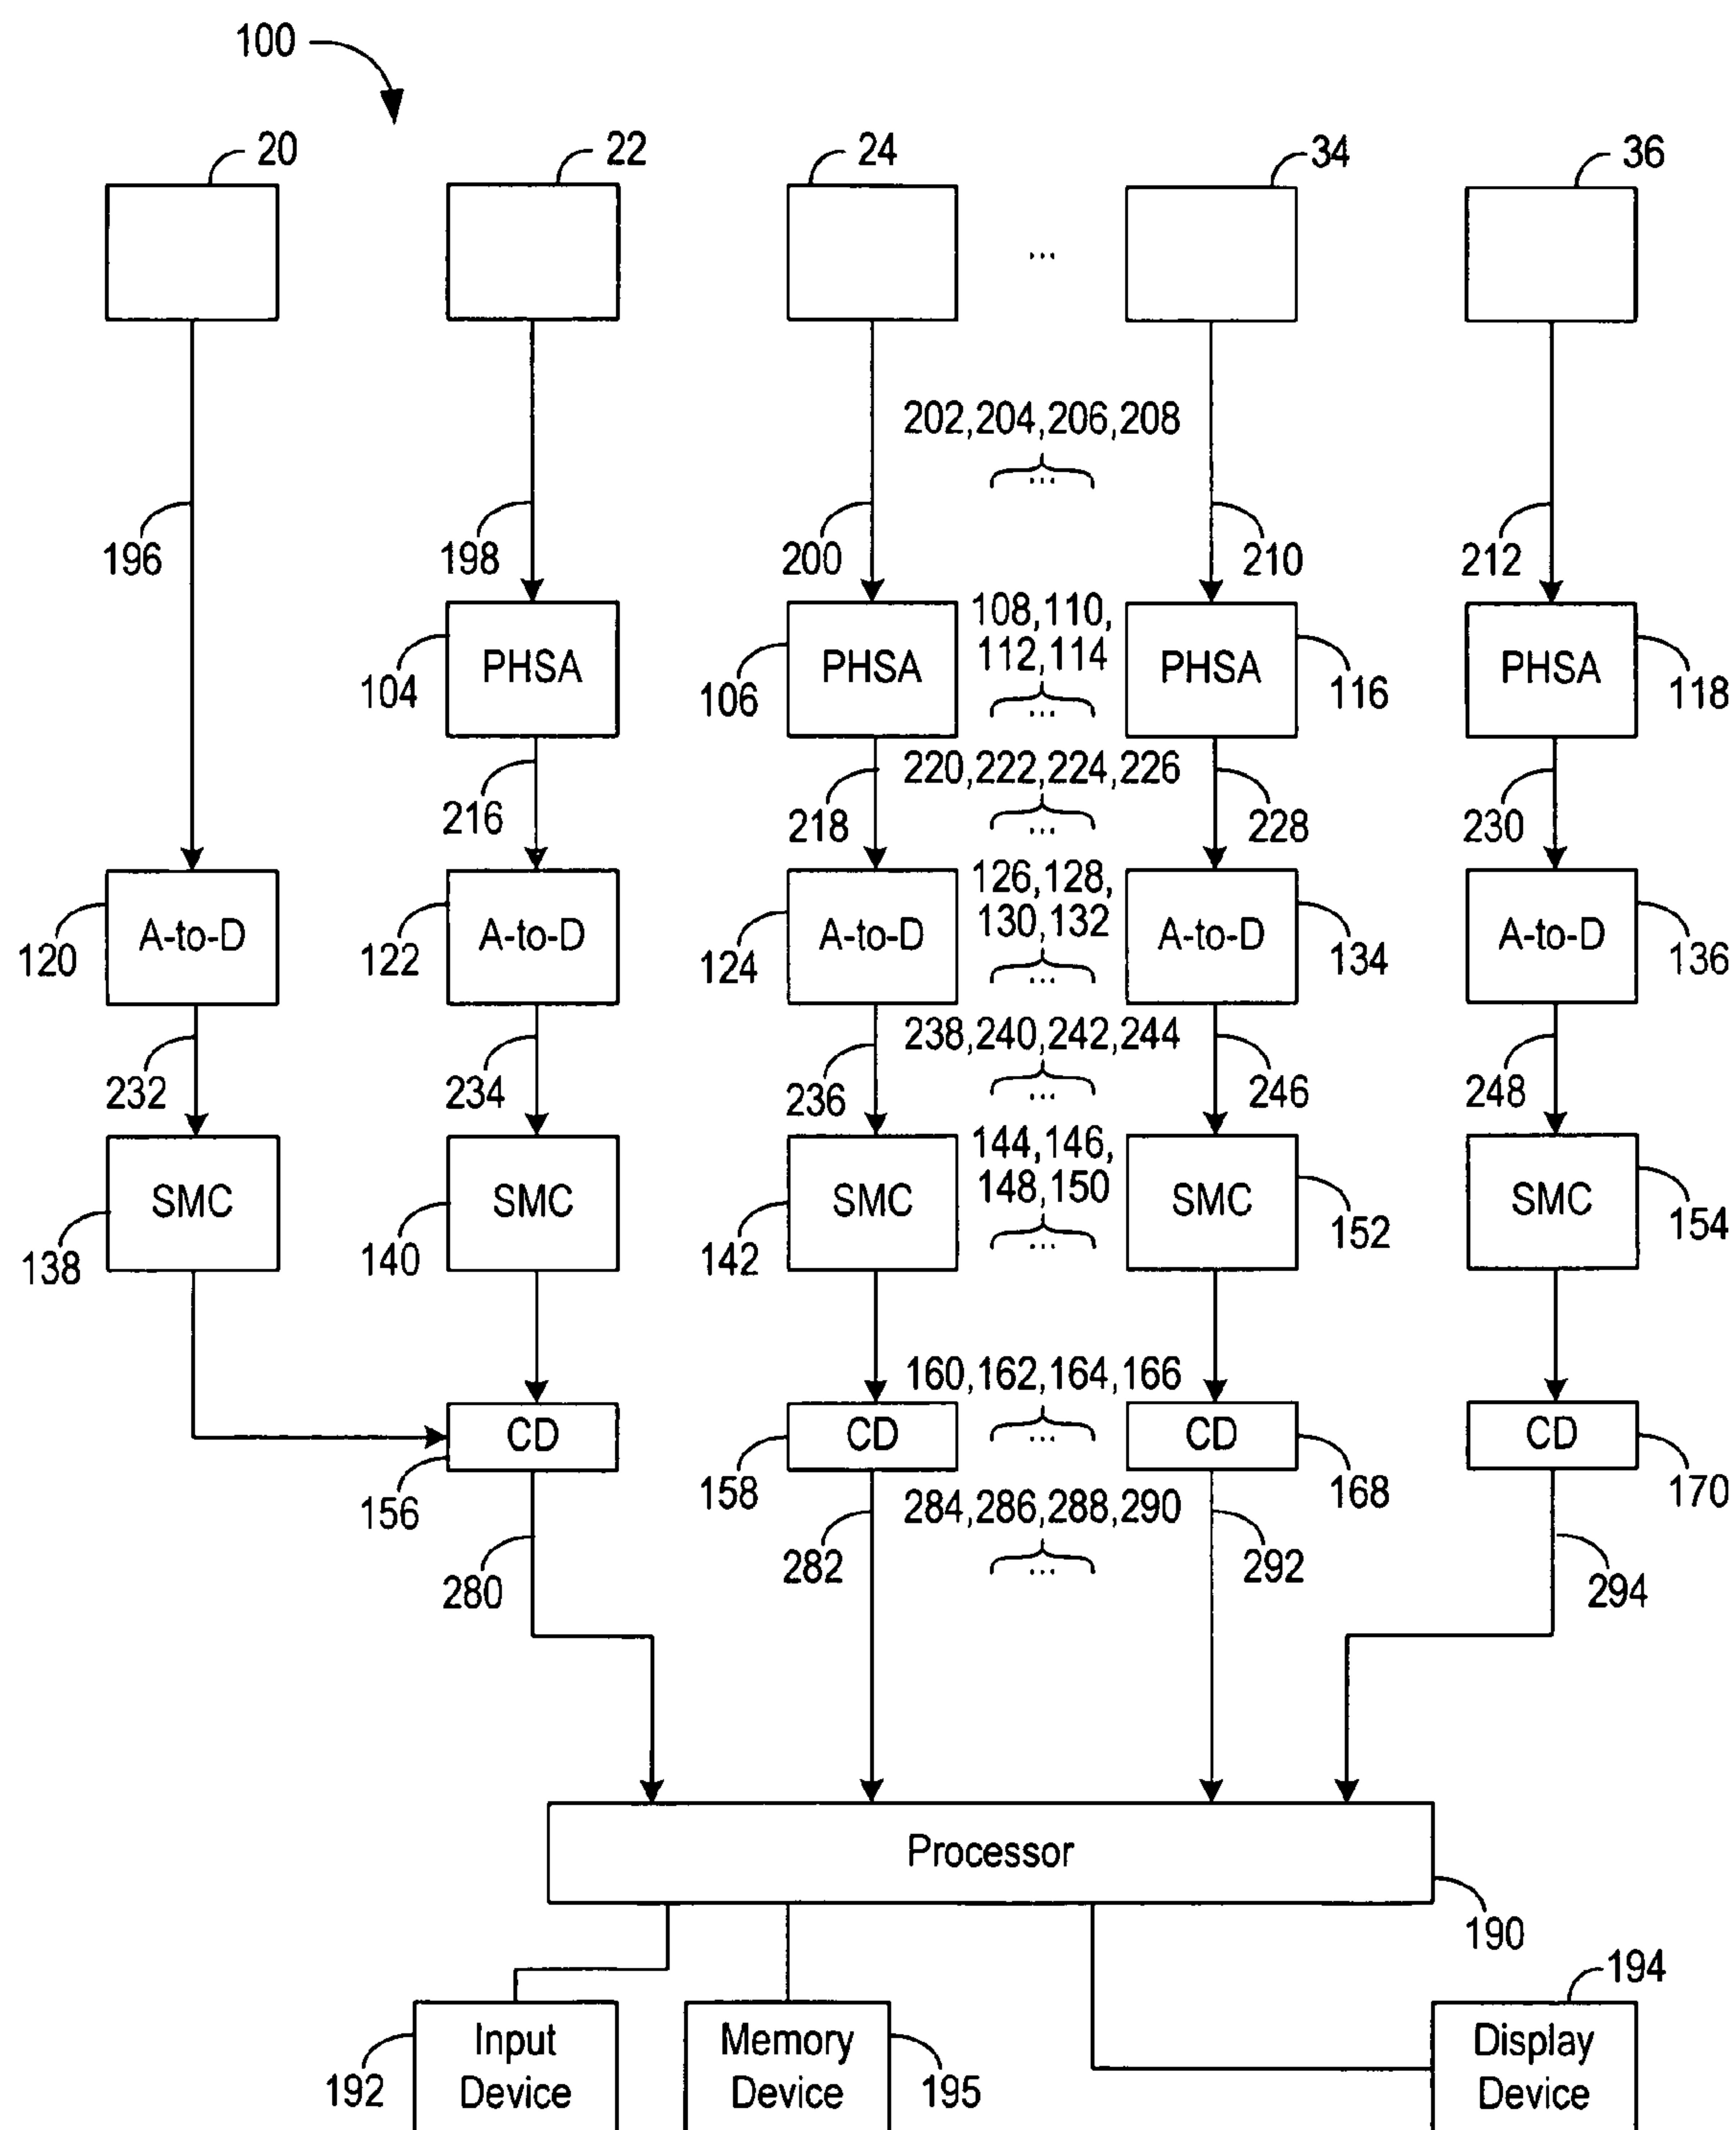 100
20
22
24
34
36
...
202,204,206,208
...
196
198
200
210
212
108,110,
112,114
...
PHSA
PHSA
PHSA
PHSA
104
106
116
118
220,222,224,226
...
216
218
228
230
126,128,
130,132
...
A-to-D
A-to-D
A-to-D
A-to-D
A-to-D
120
122
124
134
136
238,240,242,244
...
232
234
236
246
248
144,146,
148,150
...
SMC
SMC
SMC
SMC
SMC
138
140
142
152
154
160,162,164,166
...
CD
CD
CD
CD
156
158
168
170
284,286,288,290
...
280
282
292
294
Processor
190
194
Input
Device
192
Memory
Device
195
Display
Device